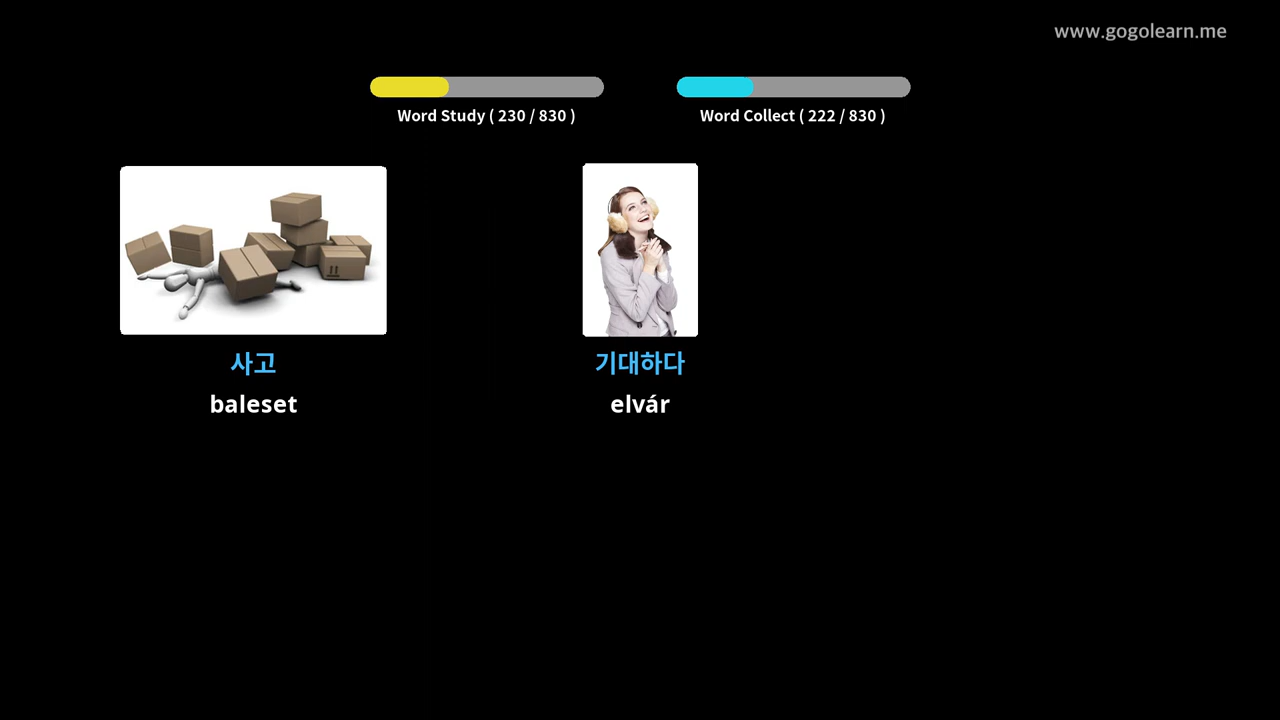 www.gogolearn.me
Word Study ( 230 / 830 )
Word Collect ( 222 / 830 )
사고
baleset
기대하다
elvár